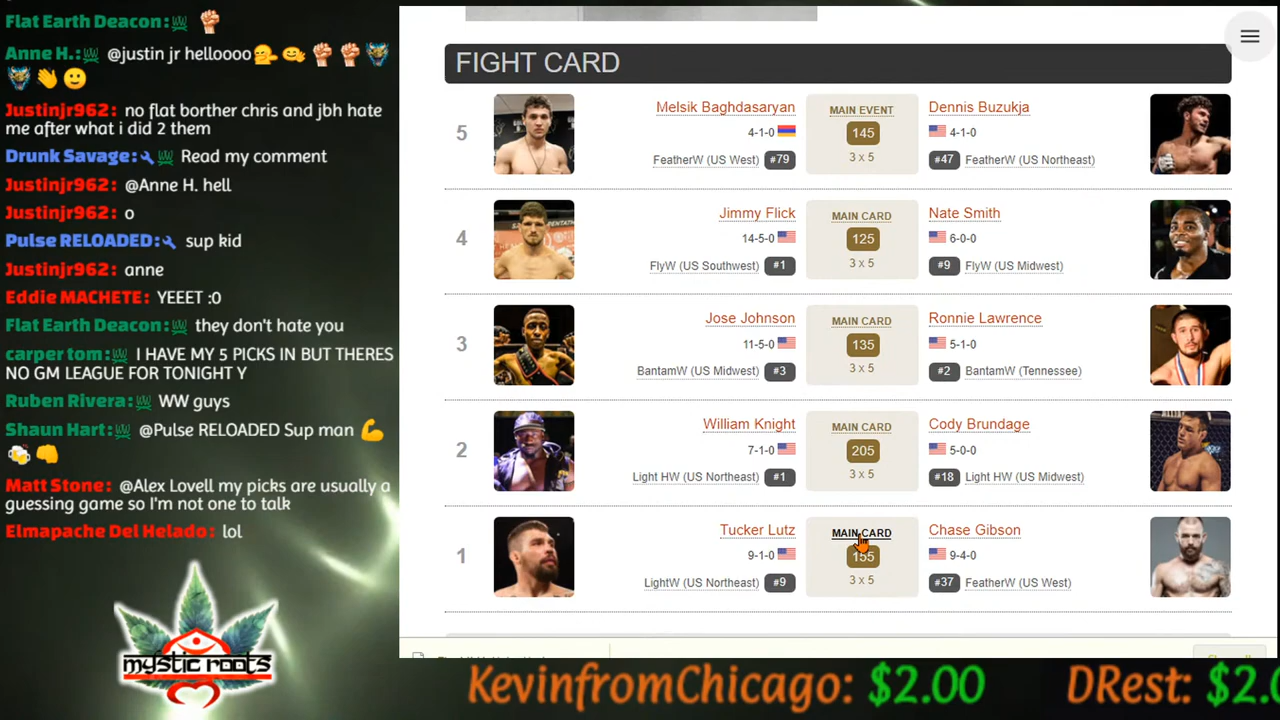 Flat Earth Deacon:
Anne H.: @justin jr helloooo
Justinjr962: no flat borther chris and jbh hate
me after what i did 2 them
Drunk Savage: Read my comment
Justinjr962: @Anne H. hell
Justinjr962: o
Pulse RELOADED: sup kid
Justinjr962: anne
Eddie MACHETE: YEEET :0
Flat Earth Deacon: they don't hate you
carper tom: I HAVE MY 5 PICKS IN BUT THERES
NO GM LEAGUE FOR TONIGHT Y
Ruben Rivera: WW guys
Shaun Hart: @Pulse RELOADED Sup man
Matt Stone: @Alex Lovell my picks are usually a
guessing game so I'm not one to talk
Elmapache Del Helado: lol
mystic roots
FIGHT CARD
5
Melsik Baghdasaryan
4-1-0
FeatherW (US West) #79
MAIN EVENT
145
3 x 5
Dennis Buzukja
4-1-0
#47 FeatherW (US Northeast)
4
Jimmy Flick
14-5-0
FlyW (US Southwest) #1
MAIN CARD
125
3 x 5
Nate Smith
6-0-0
#9 FlyW (US Midwest)
3
Jose Johnson
11-5-0
BantamW (US Midwest) #3
MAIN CARD
135
3 x 5
Ronnie Lawrence
5-1-0
#2 BantamW (Tennessee)
2
William Knight
7-1-0
Light HW (US Northeast) #1
MAIN CARD
205
3 x 5
Cody Brundage
5-0-0
#18 Light HW (US Midwest)
1
Tucker Lutz
9-1-0
LightW (US Northeast) #9
MAIN CARD
155
3 x 5
Chase Gibson
9-4-0
#37 FeatherW (US West)
KevinfromChicago: $2.00 DRest: $2.0